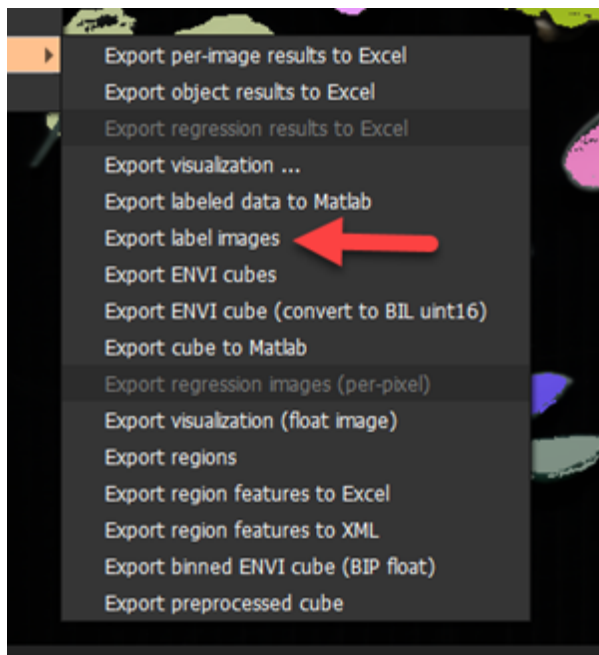 Export per-image results to Excel
Export object results to Excel
Export regression results to Excel
Export visualization ...
Export labeled data to Matlab
Export label images
Export ENVI cubes
Export ENVI cube (convert to BIL uint16)
Export cube to Matlab
Export regression images (per-pixel)
Export visualization (float image)
Export regions
Export region features to Excel
Export region features to XML
Export binned ENVI cube (BIP float)
Export preprocessed cube